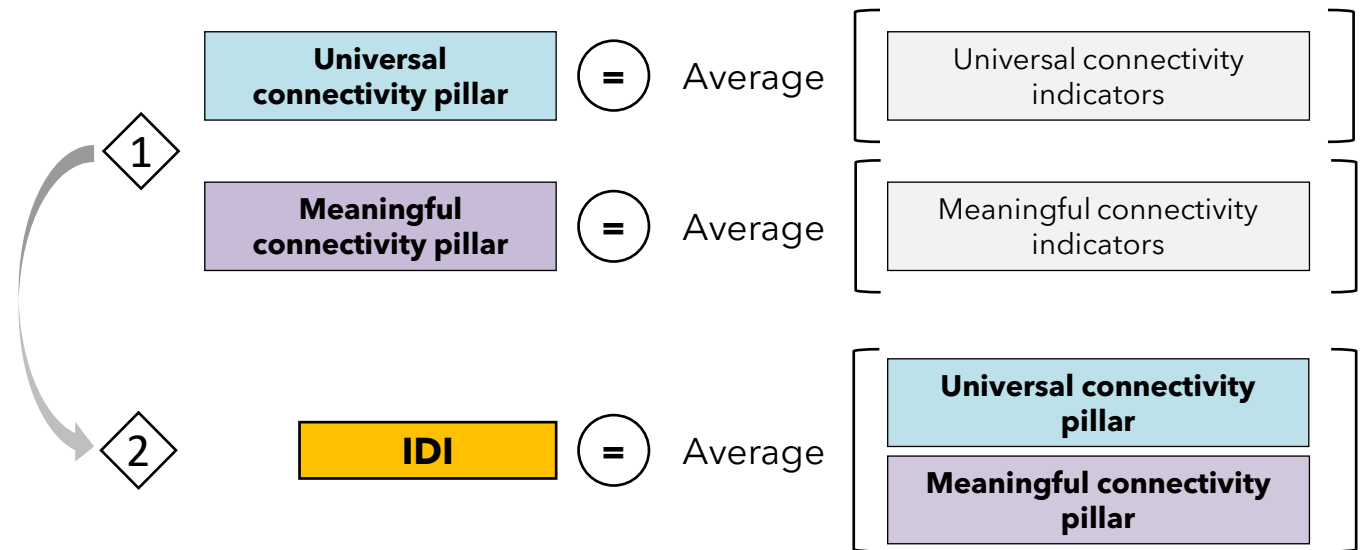 Universal
connectivity pillar
=
Average
Universal connectivity
indicators
1
Meaningful
connectivity pillar
=
Average
Meaningful connectivity
indicators
2
IDI
=
Average
Universal connectivity
pillar
Meaningful connectivity
pillar